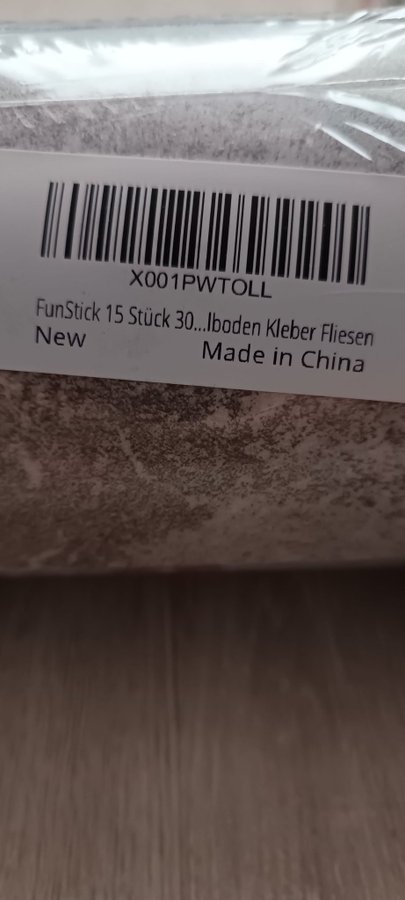 X001PWTOLL
FunStick 15 Stück 30...lboden Kleber Fliesen
New
Made in China